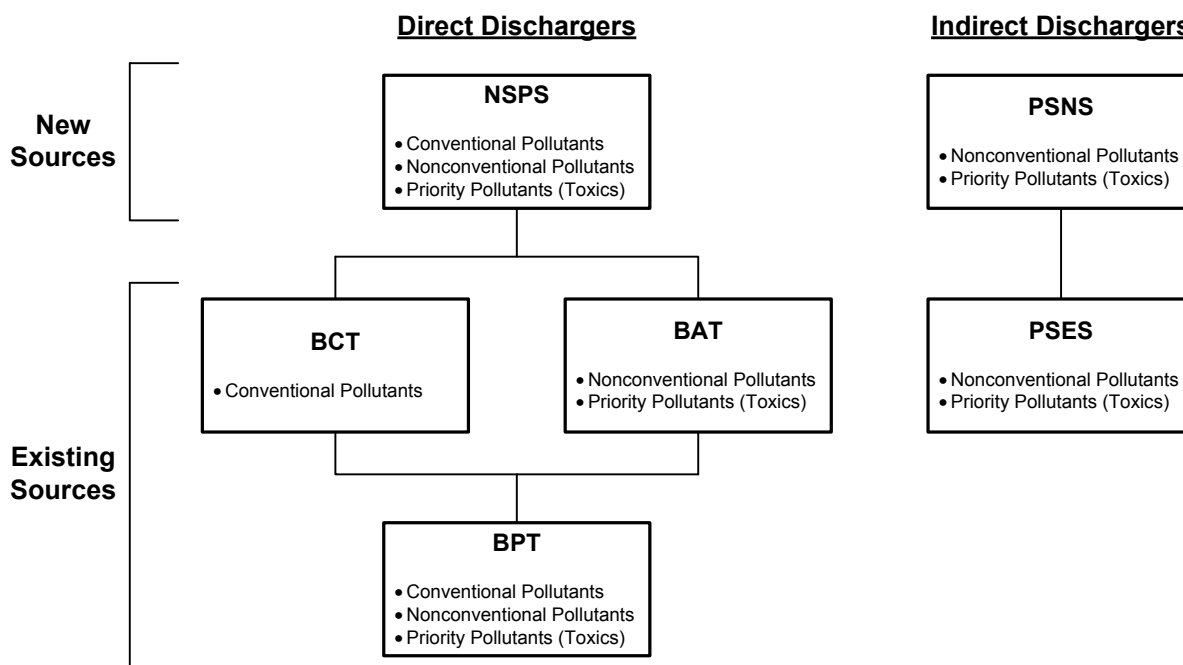 Direct Dischargers
Indirect Dischargers
New
Sources
NSPS
• Conventional Pollutants
• Nonconventional Pollutants
• Priority Pollutants (Toxics)
PSNS
• Nonconventional Pollutants
• Priority Pollutants (Toxics)
Existing
Sources
BCT
• Conventional Pollutants
BAT
• Nonconventional Pollutants
• Priority Pollutants (Toxics)
PSES
• Nonconventional Pollutants
• Priority Pollutants (Toxics)
BPT
• Conventional Pollutants
• Nonconventional Pollutants
• Priority Pollutants (Toxics)